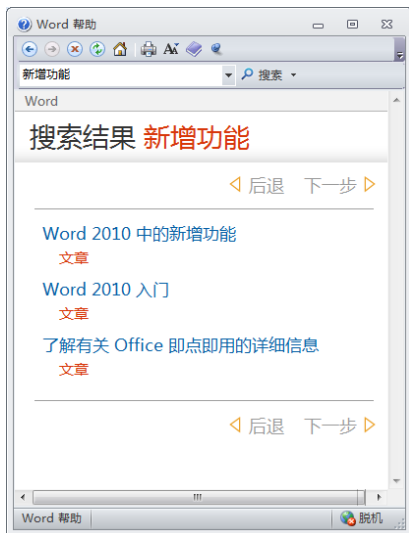 Word 帮助
新增功能
搜索
Word
搜索结果 新增功能
后退 下一步
Word 2010 中的新增功能
文章
Word 2010 入门
文章
了解有关 Office 即点即用的详细信息
文章
后退 下一步
Word 帮助 脱机